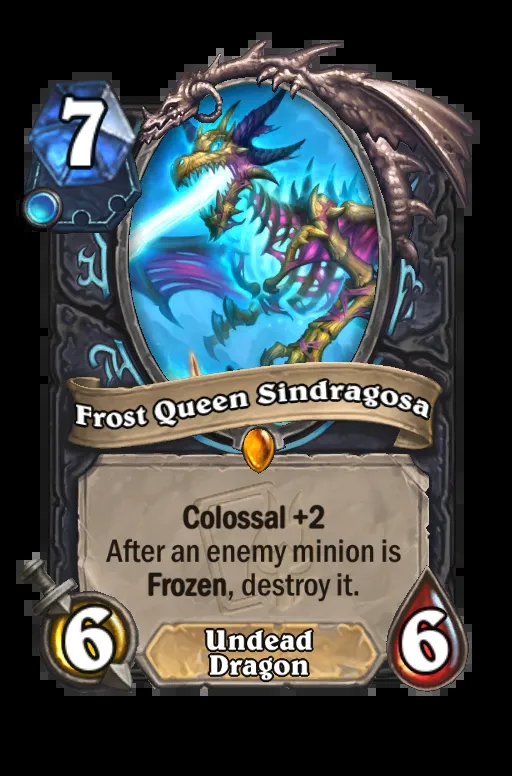 7
Frost Queen Sindragosa
Colossal +2
After an enemy minion is
Frozen, destroy it.
6
Undead
Dragon
6